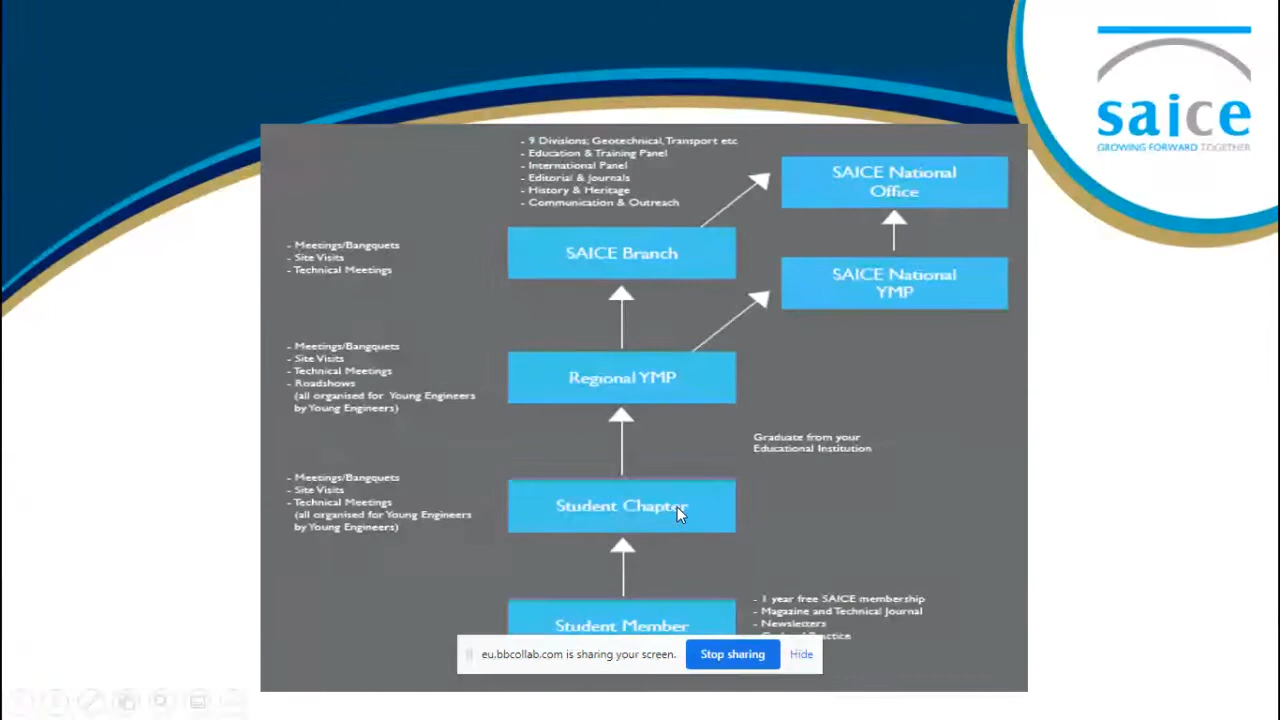 saice
GROWING FORWARD TOGETHER
- 9 Divisions; Geotechnical, Transport etc
- Education & Training Panel
- International Panel
- Editorial & Journals
- History & Heritage
- Communication & Outreach
SAICE National
Office
- Meetings/Bangquets
- Site Visits
- Technical Meetings
SAICE Branch
SAICE National
YMP
- Meetings/Bangquets
- Site Visits
- Technical Meetings
- Roadshows
(all organised for Young Engineers
by Young Engineers)
Regional YMP
Graduate from your
Educational Institution
- Meetings/Bangquets
- Site Visits
- Technical Meetings
(all organised for Young Engineers
by Young Engineers)
Student Chapter
Student Member
- 1 year free SAICE membership
- Magazine and Technical Journal
- Newsletters
Practice
eu.bbcollab.com is sharing your screen.
Stop sharing
Hide